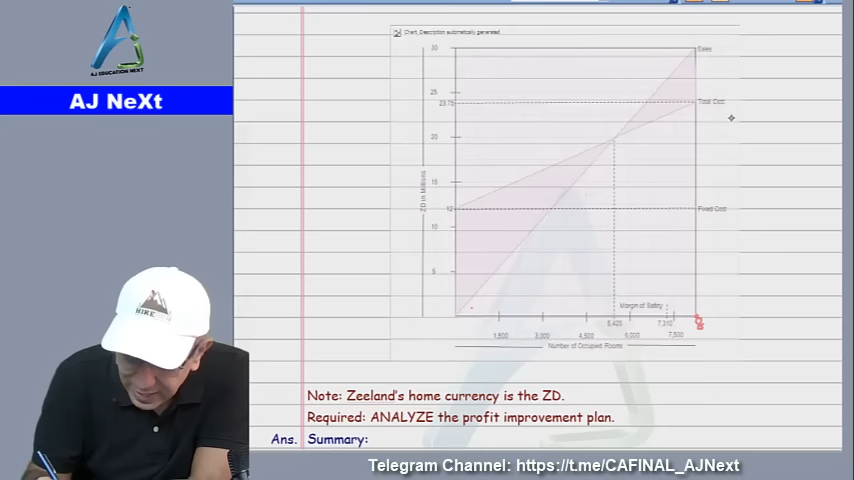 AJ EDUCATION NEXT
AJ NeXt
Chart, Description automatically generated
30
Sales
25
23.75
Total Cost
20
ZD in Millions
15
12
Fixed Cost
10
5
Margin of Safety
5,425
7,310
1,500
3,000
4,500
6,000
7,500
Number of Occupied Rooms
Note: Zeeland's home currency is the ZD.
Required: ANALYZE the profit improvement plan.
Ans. Summary:
HIKE
Telegram Channel: https://t.me/CAFINAL_AJNext